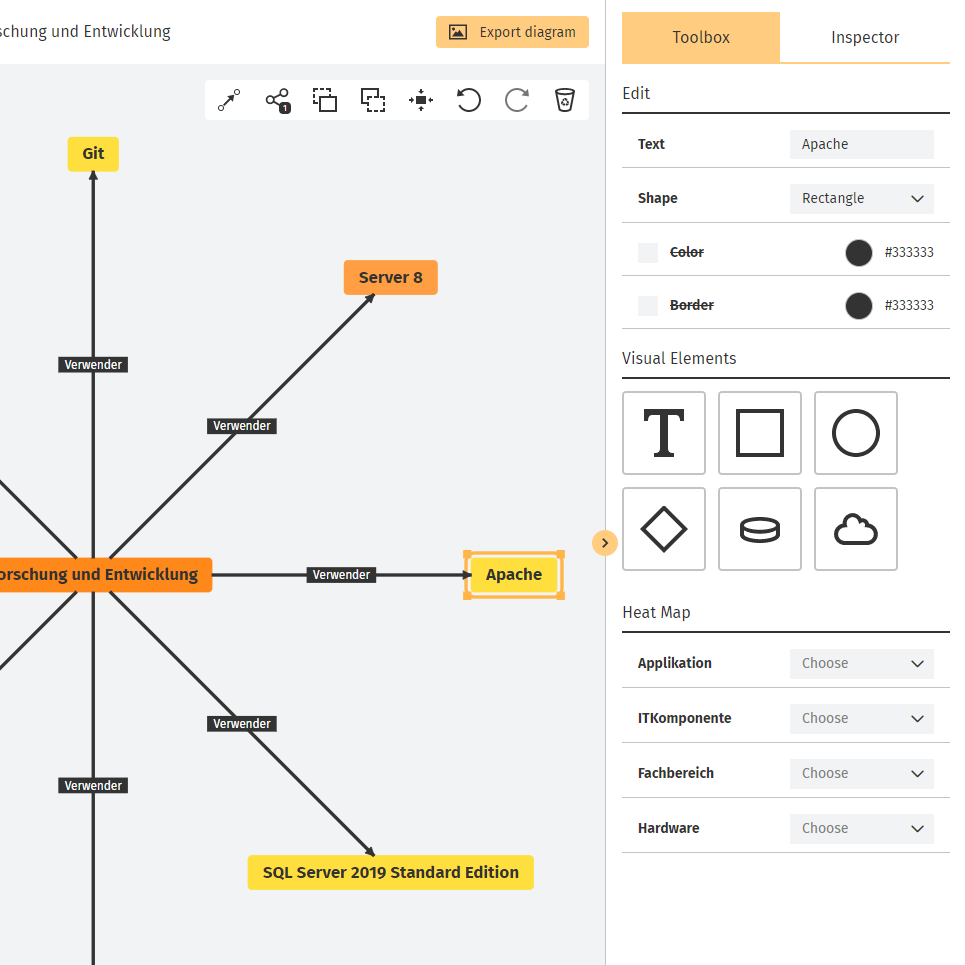 schung und Entwicklung
Export diagram
1
Git
Server 8
Verwender
Verwender
orschung und Entwicklung
Verwender
Apache
Verwender
Verwender
SQL Server 2019 Standard Edition
Toolbox
Inspector
Edit
Text
Apache
Shape
Rectangle
Color
#333333
Border
#333333
Visual Elements
T
Heat Map
Applikation
Choose
ITKomponente
Choose
Fachbereich
Choose
Hardware
Choose